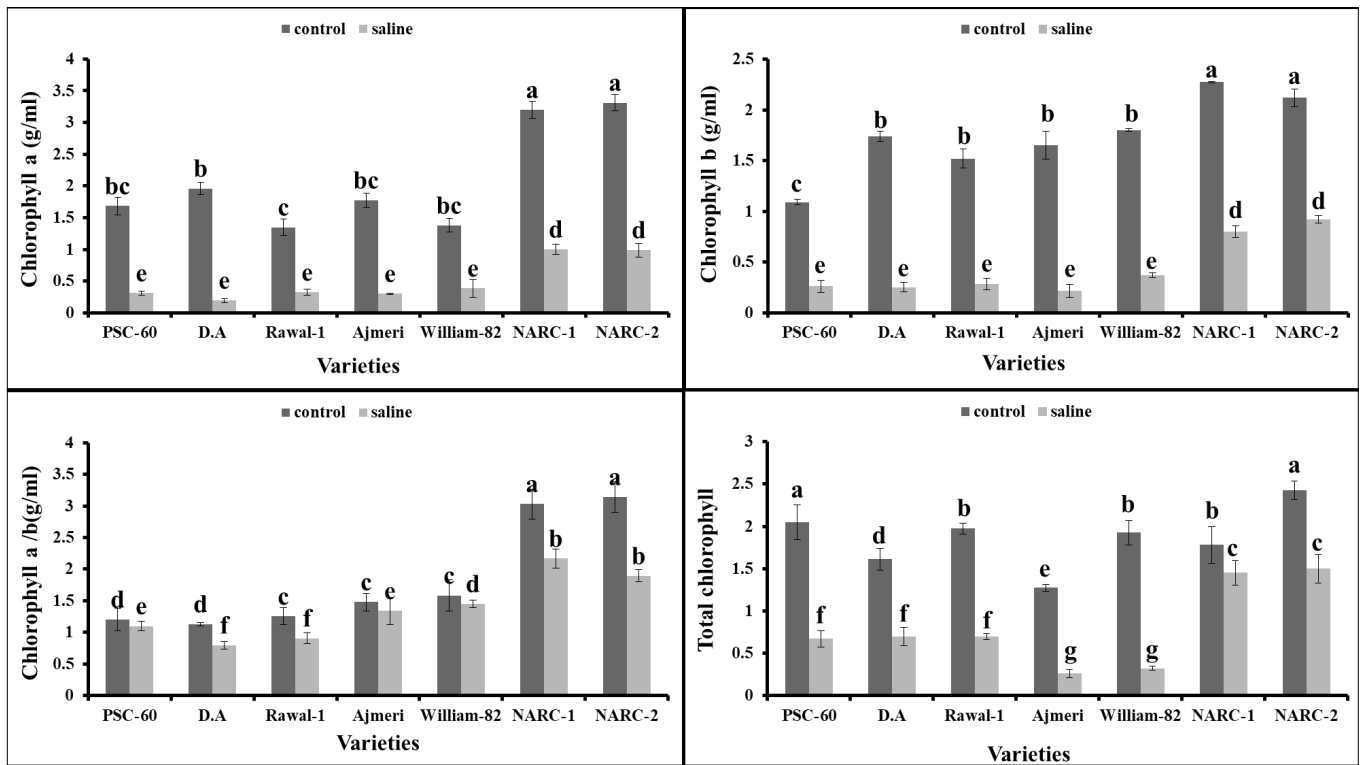 control saline
Chlorophyll a (g/ml)
4
3.5
3
2.5
2
1.5
1
0.5
0
bc e b e c e bc e bc e a d a d
PSC-60 D.A Rawal-1 Ajmeri William-82 NARC-1 NARC-2
Varieties
control saline
Chlorophyll b (g/ml)
2.5
2
1.5
1
0.5
0
c e b e b e b e b e a d a d
PSC-60 D.A Rawal-1 Ajmeri William-82 NARC-1 NARC-2
Varieties
control saline
Chlorophyll a /b(g/ml)
4
3.5
3
2.5
2
1.5
1
0.5
0
d e d f c f c e c d a b a b
PSC-60 D.A Rawal-1 Ajmeri William-82 NARC-1 NARC-2
Varieties
control saline
Total chlorophyll
3
2.5
2
1.5
1
0.5
0
a f d f b f e g b g b c a c
PSC-60 D.A Rawal-1 Ajmeri William-82 NARC-1 NARC-2
Varieties